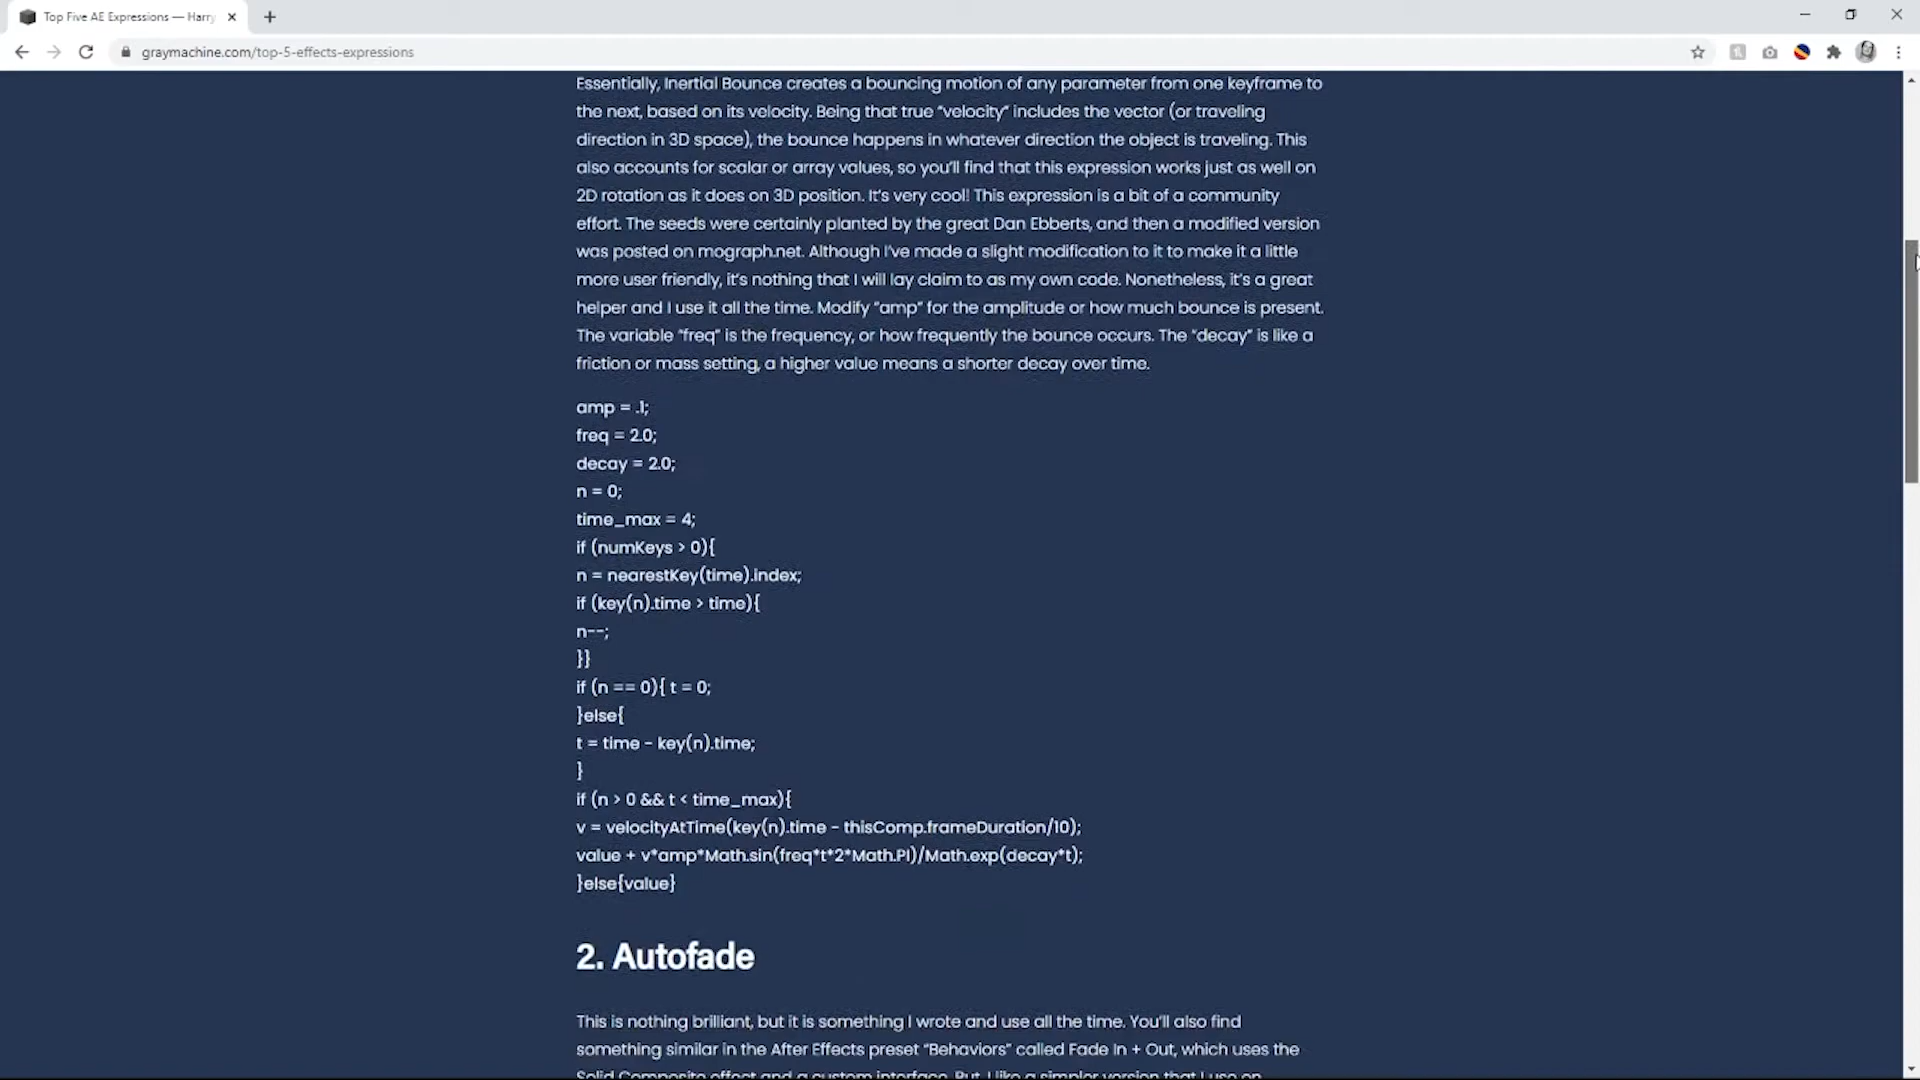 Top Five AE Expressions — Harry
graymachine.com/top-5-effects-expressions
Essentially, Inertial Bounce creates a bouncing motion of any parameter from one keyframe to
the next, based on its velocity. Being that true “velocity” includes the vector (or traveling
direction in 3D space), the bounce happens in whatever direction the object is traveling. This
also accounts for scalar or array values, so you’ll find that this expression works just as well on
2D rotation as it does on 3D position. It’s very cool! This expression is a bit of a community
effort. The seeds were certainly planted by the great Dan Ebberts, and then a modified version
was posted on mograph.net. Although I’ve made a slight modification to it to make it a little
more user friendly, it’s nothing that I will lay claim to as my own code. Nonetheless, it’s a great
helper and I use it all the time. Modify “amp” for the amplitude or how much bounce is present.
The variable “freq” is the frequency, or how frequently the bounce occurs. The “decay” is like a
friction or mass setting, a higher value means a shorter decay over time.
amp = .1;
freq = 2.0;
decay = 2.0;
n = 0;
time_max = 4;
if (numKeys > 0){
n = nearestKey(time).index;
if (key(n).time > time){
n--;
}}
if (n == 0){ t = 0;
}else{
t = time - key(n).time;
}
if (n > 0 && t < time_max){
v = velocityAtTime(key(n).time - thisComp.frameDuration/10);
value + v*amp*Math.sin(freq*t*2*Math.PI)/Math.exp(decay*t);
}else{value}
2. Autofade
This is nothing brilliant, but it is something I wrote and use all the time. You’ll also find
something similar in the After Effects preset “Behaviors” called Fade In + Out, which uses the
Solid Composite effect and a custom interface. But, I like a simpler version that I use on